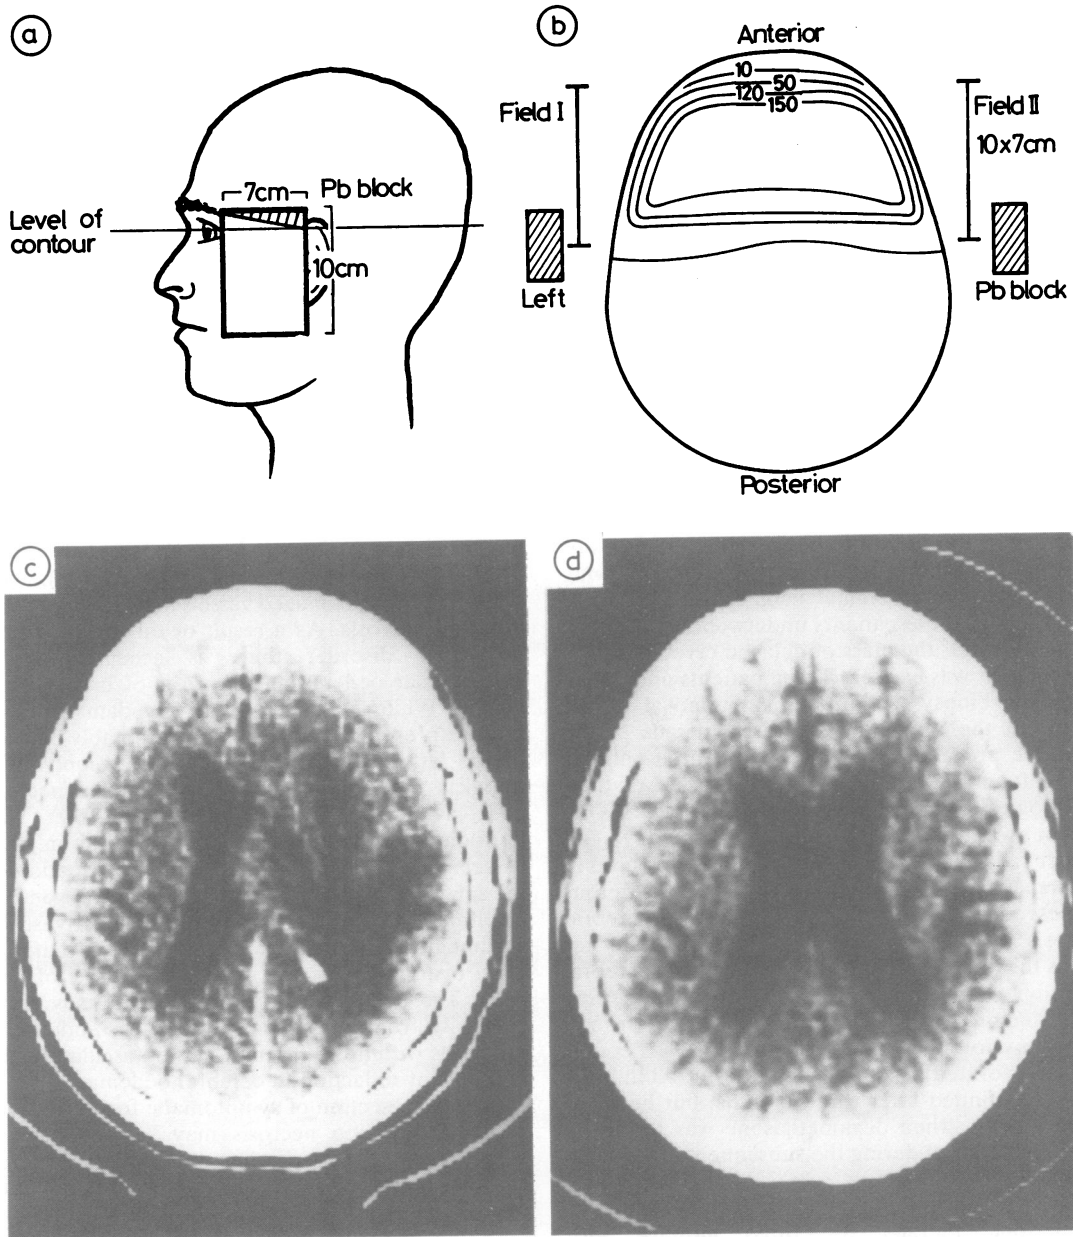 a
7cm
Pb block
Level of
contour
10cm
b
Anterior
10
50
120
150
Field I
Field II
10x7cm
Left
Pb block
Posterior
c
d